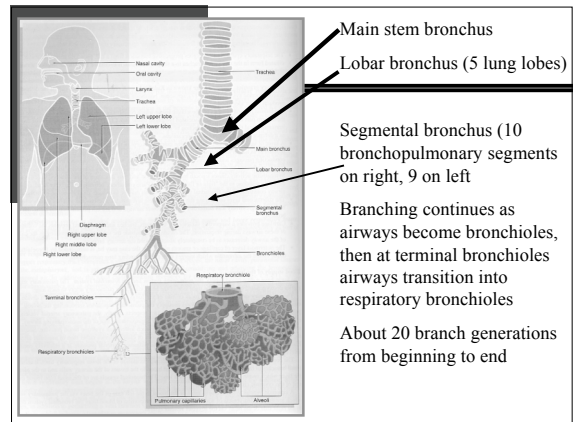 Nasal cavity
Oral cavity
Larynx
Trachea
Left upper lobe
Left lower lobe
Diaphragm
Right upper lobe
Right middle lobe
Right lower lobe
Trachea
Main bronchus
Lobar bronchus
Segmental
bronchus
Bronchioles
Terminal bronchioles
Respiratory bronchioles
Respiratory bronchiole
Pulmonary capillaries
Alveoli
Main stem bronchus
Lobar bronchus (5 lung lobes)
Segmental bronchus (10
bronchopulmonary segments
on right, 9 on left
Branching continues as
airways become bronchioles,
then at terminal bronchioles
airways transition into
respiratory bronchioles
About 20 branch generations
from beginning to end